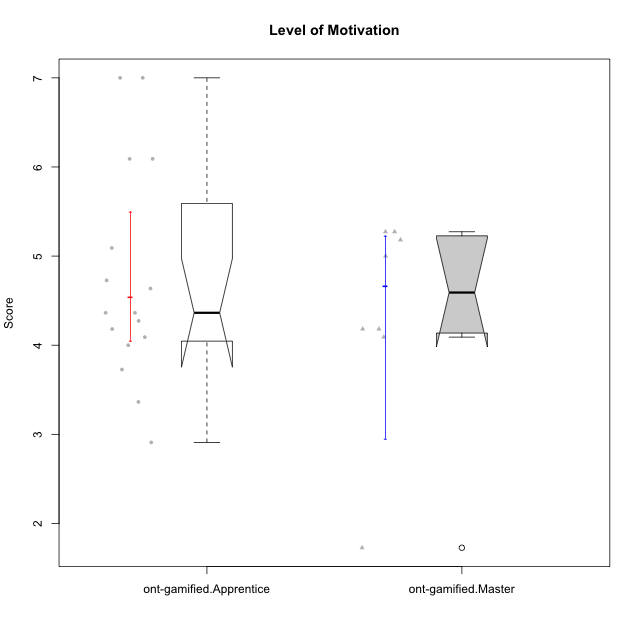 Level of Motivation
Score
7
6
5
4
3
2
ont-gamified.Apprentice
ont-gamified.Master